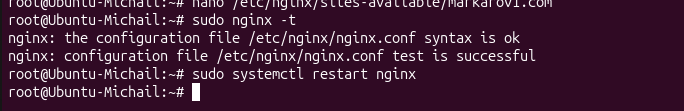 root@Ubuntu-Michail:~# nano /etc/nginx/sites-available/markarovi.com
root@Ubuntu-Michail:~# sudo nginx -t
nginx: the configuration file /etc/nginx/nginx.conf syntax is ok
nginx: configuration file /etc/nginx/nginx.conf test is successful
root@Ubuntu-Michail:~# sudo systemctl restart nginx
root@Ubuntu-Michail:~#